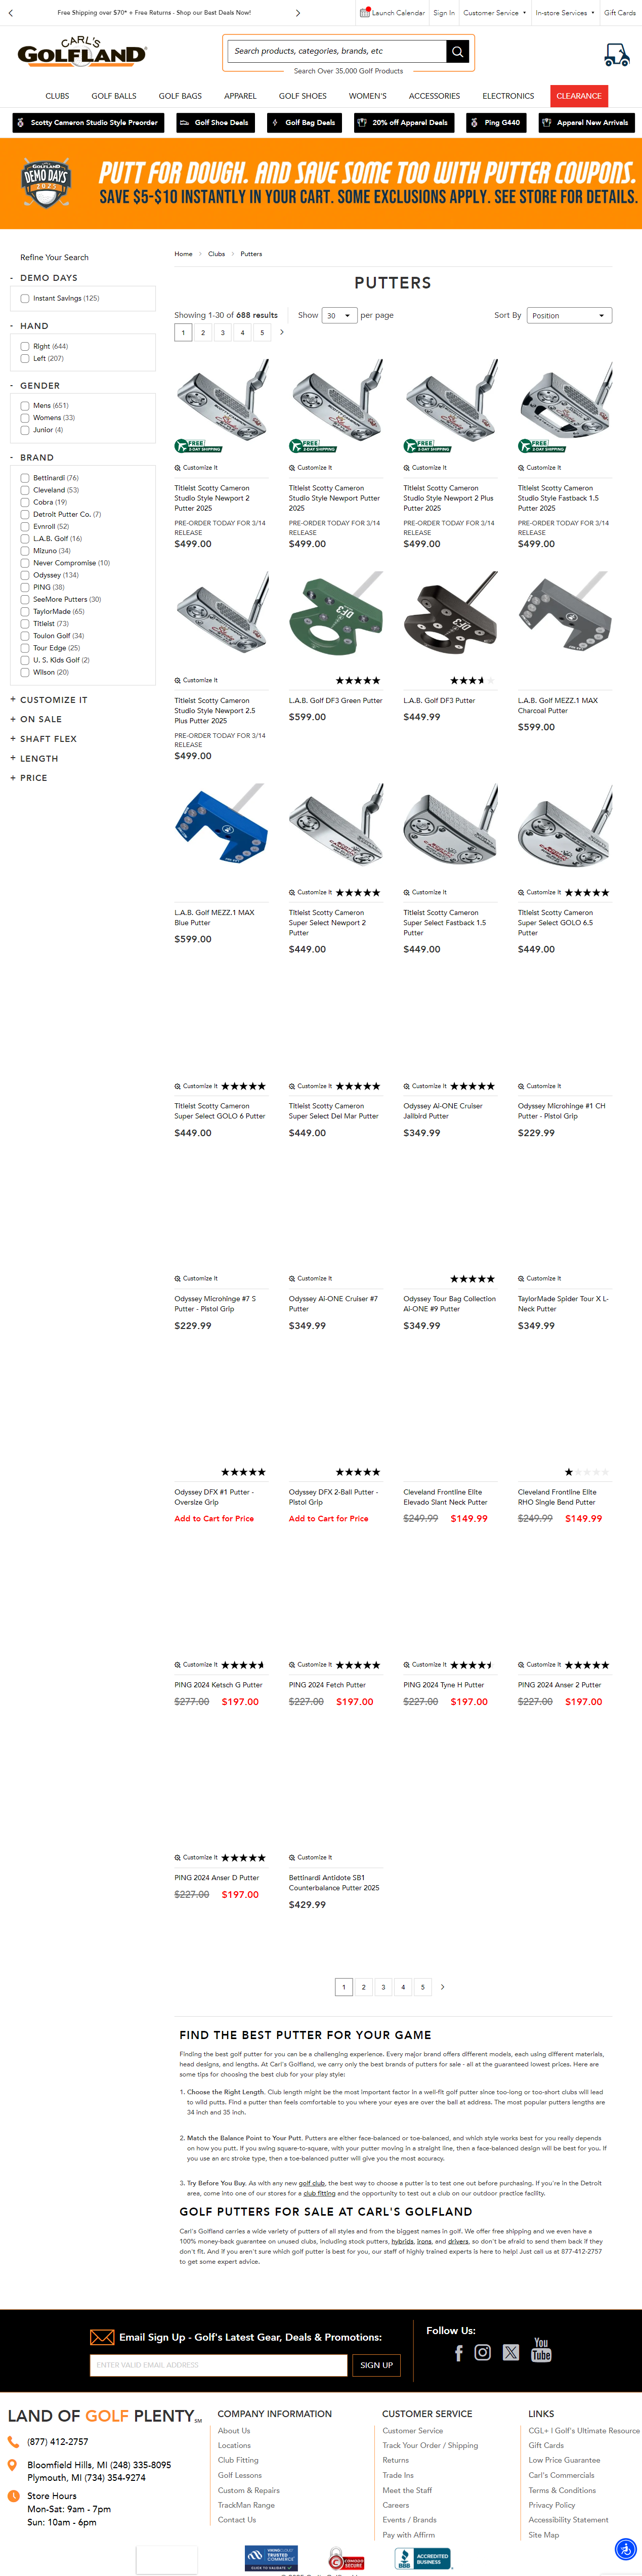 Free Shipping over $70* + Free Returns - Shop our Best Deals Now!
Launch Calendar
Sign In
Customer Service
In-store Services
Gift Cards
CARL'S
GOLFLAND
Search products, categories, brands, etc
Search Over 35,000 Golf Products
CLUBS
GOLF BALLS
GOLF BAGS
APPAREL
GOLF SHOES
WOMEN'S
ACCESSORIES
ELECTRONICS
CLEARANCE
Scotty Cameron Studio Style Preorder
Golf Shoe Deals
Golf Bag Deals
20% off Apparel Deals
Ping G440
Apparel New Arrivals
GOLFLAND
DEMO DAYS
2025
PUTT FOR DOUGH. AND SAVE SOME TOO WITH PUTTER COUPONS.
SAVE $5-$10 INSTANTLY IN YOUR CART. SOME EXCLUSIONS APPLY. SEE STORE FOR DETAILS.
Refine Your Search
- DEMO DAYS
Instant Savings (125)
- HAND
Right (644)
Left (207)
- GENDER
Mens (651)
Womens (33)
Junior (4)
- BRAND
Bettinardi (76)
Cleveland (53)
Cobra (19)
Detroit Putter Co. (7)
Evnroll (52)
L.A.B. Golf (16)
Mizuno (34)
Never Compromise (10)
Odyssey (134)
PING (38)
SeeMore Putters (30)
TaylorMade (65)
Titleist (73)
Toulon Golf (34)
Tour Edge (25)
U. S. Kids Golf (2)
Wilson (20)
+ CUSTOMIZE IT
+ ON SALE
+ SHAFT FLEX
+ LENGTH
+ PRICE
Home > Clubs > Putters
PUTTERS
Showing 1-30 of 688 results
Show 30 per page
Sort By Position
1 2 3 4 5
FREE
2-DAY SHIPPING
Customize It
Titleist Scotty Cameron
Studio Style Newport 2
Putter 2025
PRE-ORDER TODAY FOR 3/14
RELEASE
$499.00
FREE
2-DAY SHIPPING
Customize It
Titleist Scotty Cameron
Studio Style Newport Putter
2025
PRE-ORDER TODAY FOR 3/14
RELEASE
$499.00
FREE
2-DAY SHIPPING
Customize It
Titleist Scotty Cameron
Studio Style Newport 2 Plus
Putter 2025
PRE-ORDER TODAY FOR 3/14
RELEASE
$499.00
FREE
2-DAY SHIPPING
Customize It
Titleist Scotty Cameron
Studio Style Fastback 1.5
Putter 2025
PRE-ORDER TODAY FOR 3/14
RELEASE
$499.00
Customize It
Titleist Scotty Cameron
Studio Style Newport 2.5
Plus Putter 2025
PRE-ORDER TODAY FOR 3/14
RELEASE
$499.00
DF3
L.A.B. Golf DF3 Green Putter
$599.00
DF3
L.A.B. Golf DF3 Putter
$449.99
L.A.B. Golf MEZZ.1 MAX
Charcoal Putter
$599.00
L.A.B. Golf MEZZ.1 MAX
Blue Putter
$599.00
Customize It
Titleist Scotty Cameron
Super Select Newport 2
Putter
$449.00
Customize It
Titleist Scotty Cameron
Super Select Fastback 1.5
Putter
$449.00
Customize It
Titleist Scotty Cameron
Super Select GOLO 6.5
Putter
$449.00
Customize It
Titleist Scotty Cameron
Super Select GOLO 6 Putter
$449.00
Customize It
Titleist Scotty Cameron
Super Select Del Mar Putter
$449.00
Customize It
Odyssey Ai-ONE Cruiser
Jailbird Putter
$349.99
Customize It
Odyssey Microhinge #1 CH
Putter - Pistol Grip
$229.99
Customize It
Odyssey Microhinge #7 S
Putter - Pistol Grip
$229.99
Customize It
Odyssey Ai-ONE Cruiser #7
Putter
$349.99
Odyssey Tour Bag Collection
Ai-ONE #9 Putter
$349.99
Customize It
TaylorMade Spider Tour X L-
Neck Putter
$349.99
Odyssey DFX #1 Putter -
Oversize Grip
Add to Cart for Price
Odyssey DFX 2-Ball Putter -
Pistol Grip
Add to Cart for Price
Cleveland Frontline Elite
Elevado Slant Neck Putter
$249.99 $149.99
Cleveland Frontline Elite
RHO Single Bend Putter
$249.99 $149.99
Customize It
PING 2024 Ketsch G Putter
$277.00 $197.00
Customize It
PING 2024 Fetch Putter
$227.00 $197.00
Customize It
PING 2024 Tyne H Putter
$227.00 $197.00
Customize It
PING 2024 Anser 2 Putter
$227.00 $197.00
Customize It
PING 2024 Anser D Putter
$227.00 $197.00
Customize It
Bettinardi Antidote SB1
Counterbalance Putter 2025
$429.99
1 2 3 4 5
FIND THE BEST PUTTER FOR YOUR GAME
Finding the best golf putter for you can be a challenging experience. Every major brand offers different models, each using different materials,
head designs, and lengths. At Carl's Golfland, we carry only the best brands of putters for sale - all at the guaranteed lowest prices. Here are
some tips for choosing the best club for your play style:
1. Choose the Right Length. Club length might be the most important factor in a well-fit golf putter since too-long or too-short clubs will lead
to wild putts. Find a putter than feels comfortable to you where your eyes are over the ball at address. The most popular putters lengths are
34 inch and 35 inch.
2. Match the Balance Point to Your Putt. Putters are either face-balanced or toe-balanced, and which style works best for you really depends
on how you putt. If you swing square-to-square, with your putter moving in a straight line, then a face-balanced design will be best for you. If
you use an arc stroke type, then a toe-balanced putter will give you the most accuracy.
3. Try Before You Buy. As with any new golf club, the best way to choose a putter is to test one out before purchasing. If you're in the Detroit
area, come into one of our stores for a club fitting and the opportunity to test out a club on our outdoor practice facility.
GOLF PUTTERS FOR SALE AT CARL'S GOLFLAND
Carl's Golfland carries a wide variety of putters of all styles and from the biggest names in golf. We offer free shipping and we even have a
100% money-back guarantee on unused clubs, including stock putters, hybrids, irons, and drivers, so don't be afraid to send them back if they
don't fit. And if you aren't sure which golf putter is best for you, our staff of highly trained experts is here to help! Just call us at 877-412-2757
to get some expert advice.
Email Sign Up - Golf's Latest Gear, Deals & Promotions:
ENTER VALID EMAIL ADDRESS
SIGN UP
Follow Us:
You
Tube
LAND OF GOLF PLENTY SM
(877) 412-2757
Bloomfield Hills, MI (248) 335-8095
Plymouth, MI (734) 354-9274
Store Hours
Mon-Sat: 9am - 7pm
Sun: 10am - 6pm
COMPANY INFORMATION
About Us
Locations
Club Fitting
Golf Lessons
Custom & Repairs
TrackMan Range
Contact Us
CUSTOMER SERVICE
Customer Service
Track Your Order / Shipping
Returns
Trade Ins
Meet the Staff
Careers
Events / Brands
Pay with Affirm
LINKS
CGL+ | Golf's Ultimate Resource
Gift Cards
Low Price Guarantee
Carl's Commercials
Terms & Conditions
Privacy Policy
Accessibility Statement
Site Map
TRUSTED
COMMERCE
CLICK TO VALIDATE
COMODO
SECURE
BBB
ACCREDITED
BUSINESS